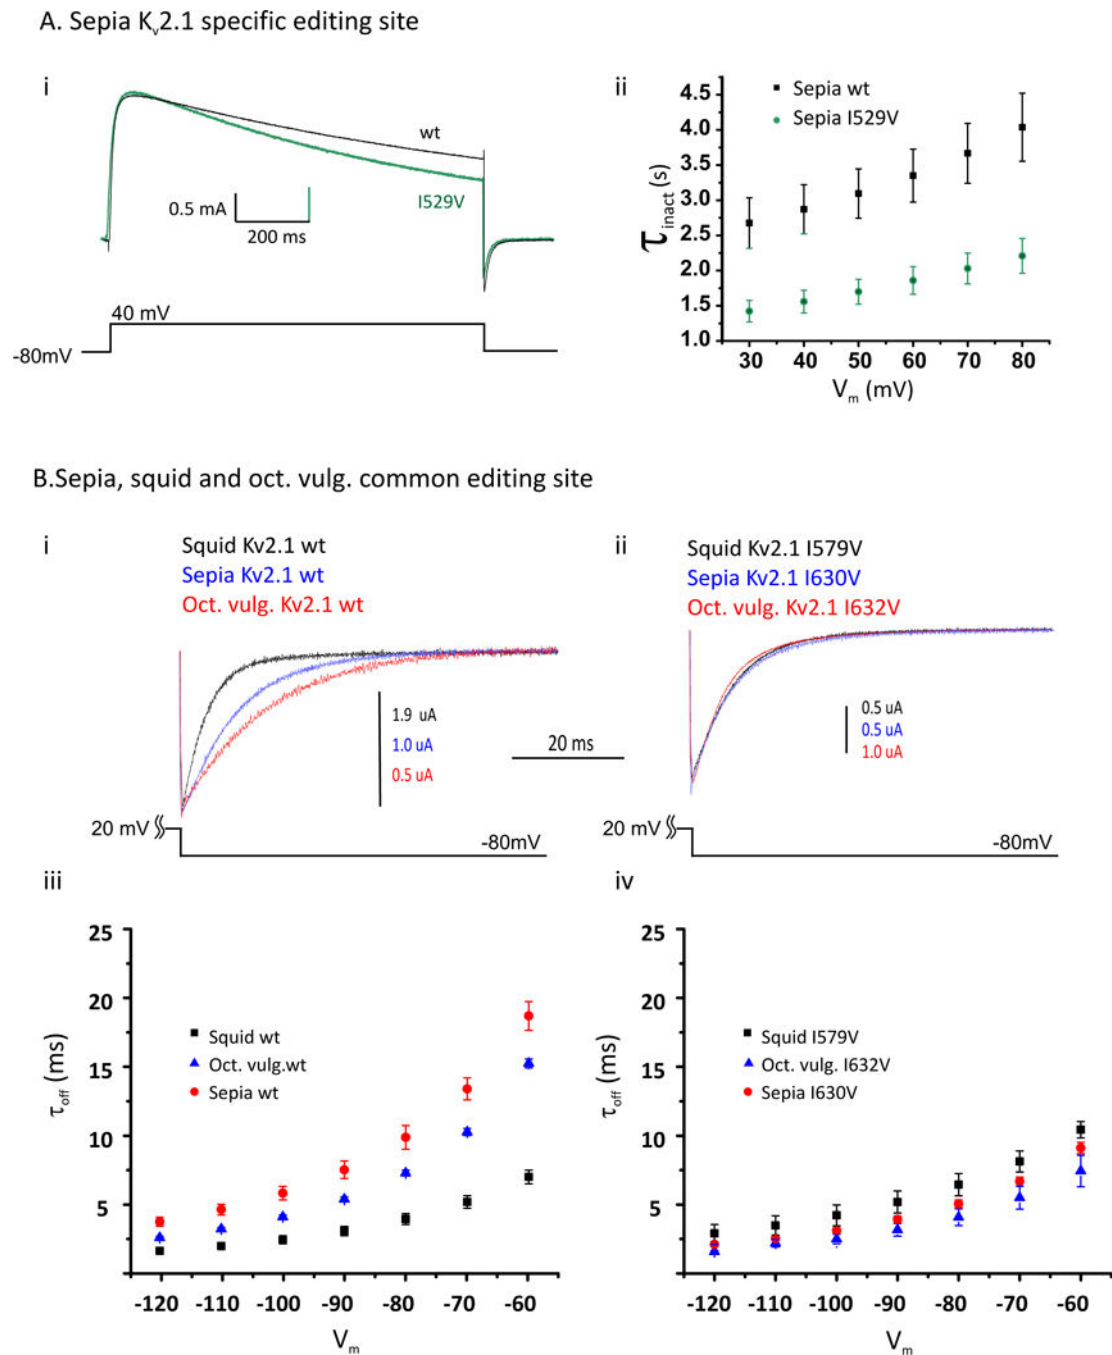 A. Sepia Kv2.1 specific editing site
i
wt
I529V
0.5 mA
200 ms
40 mV
-80mV
ii
Sepia wt
Sepia I529V
τinact (s)
4.5
4.0
3.5
3.0
2.5
2.0
1.5
1.0
30 40 50 60 70 80
Vm (mV)
B.Sepia, squid and oct. vulg. common editing site
i
Squid Kv2.1 wt
Sepia Kv2.1 wt
Oct. vulg. Kv2.1 wt
1.9 uA
1.0 uA
0.5 uA
20 ms
20 mV
-80mV
ii
Squid Kv2.1 I579V
Sepia Kv2.1 I630V
Oct. vulg. Kv2.1 I632V
0.5 uA
0.5 uA
1.0 uA
20 mV
-80mV
iii
τoff (ms)
25
20
15
10
5
Squid wt
Oct. vulg.wt
Sepia wt
-120 -110 -100 -90 -80 -70 -60
Vm
iv
τoff (ms)
25
20
15
10
5
Squid I579V
Oct. vulg. I632V
Sepia I630V
-120 -110 -100 -90 -80 -70 -60
Vm